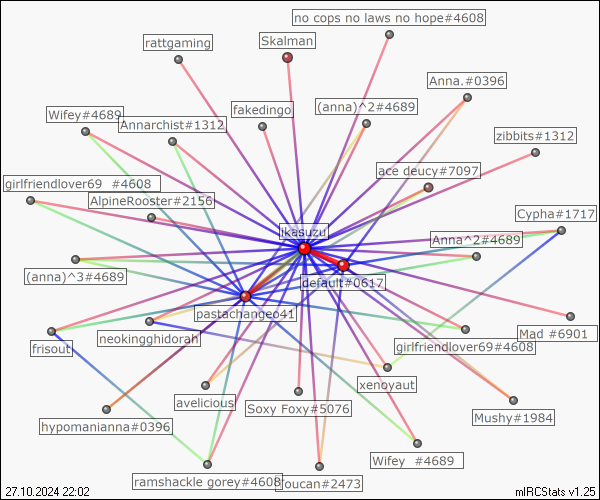 no cops no laws no hope#4608
rattgaming
Skalman
Anna.#0396
Wifey#4689
Annarchist#1312
fakedingo
(anna)^2#4689
zibbits#1312
ace deucy#7097
girlfriendlover69 #4608
AlpineRooster#2156
Cypha#1717
ikasuzu
Anna^2#4689
(anna)^3#4689
default#0617
pastachangeo41
Mad #6901
frisout
neokingghidorah
girlfriendlover69#4608
xenoyaut
avelicious
Soxy Foxy#5076
Mushy#1984
hypomanianna#0396
Wifey #4689
ramshackle gorey#4608
Toucan#2473
27.10.2024 22:02
mIRCStats v1.25